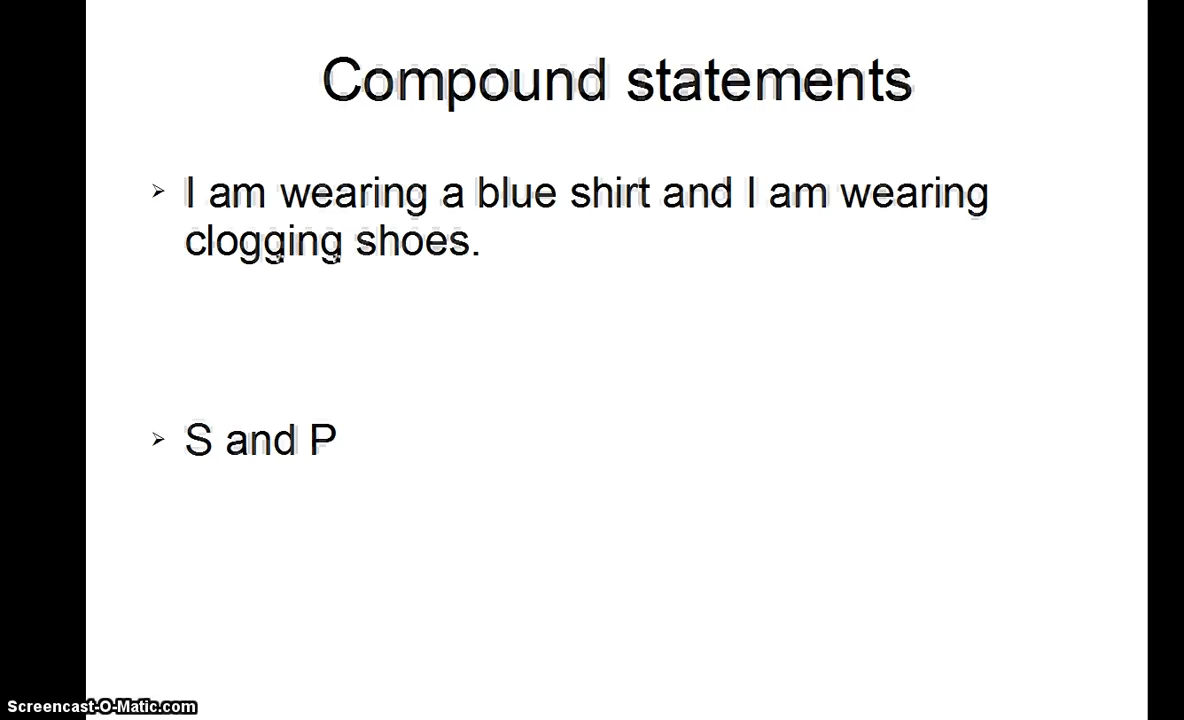 Compound statements
I am wearing a blue shirt and I am wearing
clogging shoes.
S and P
Screencast-O-Matic.com